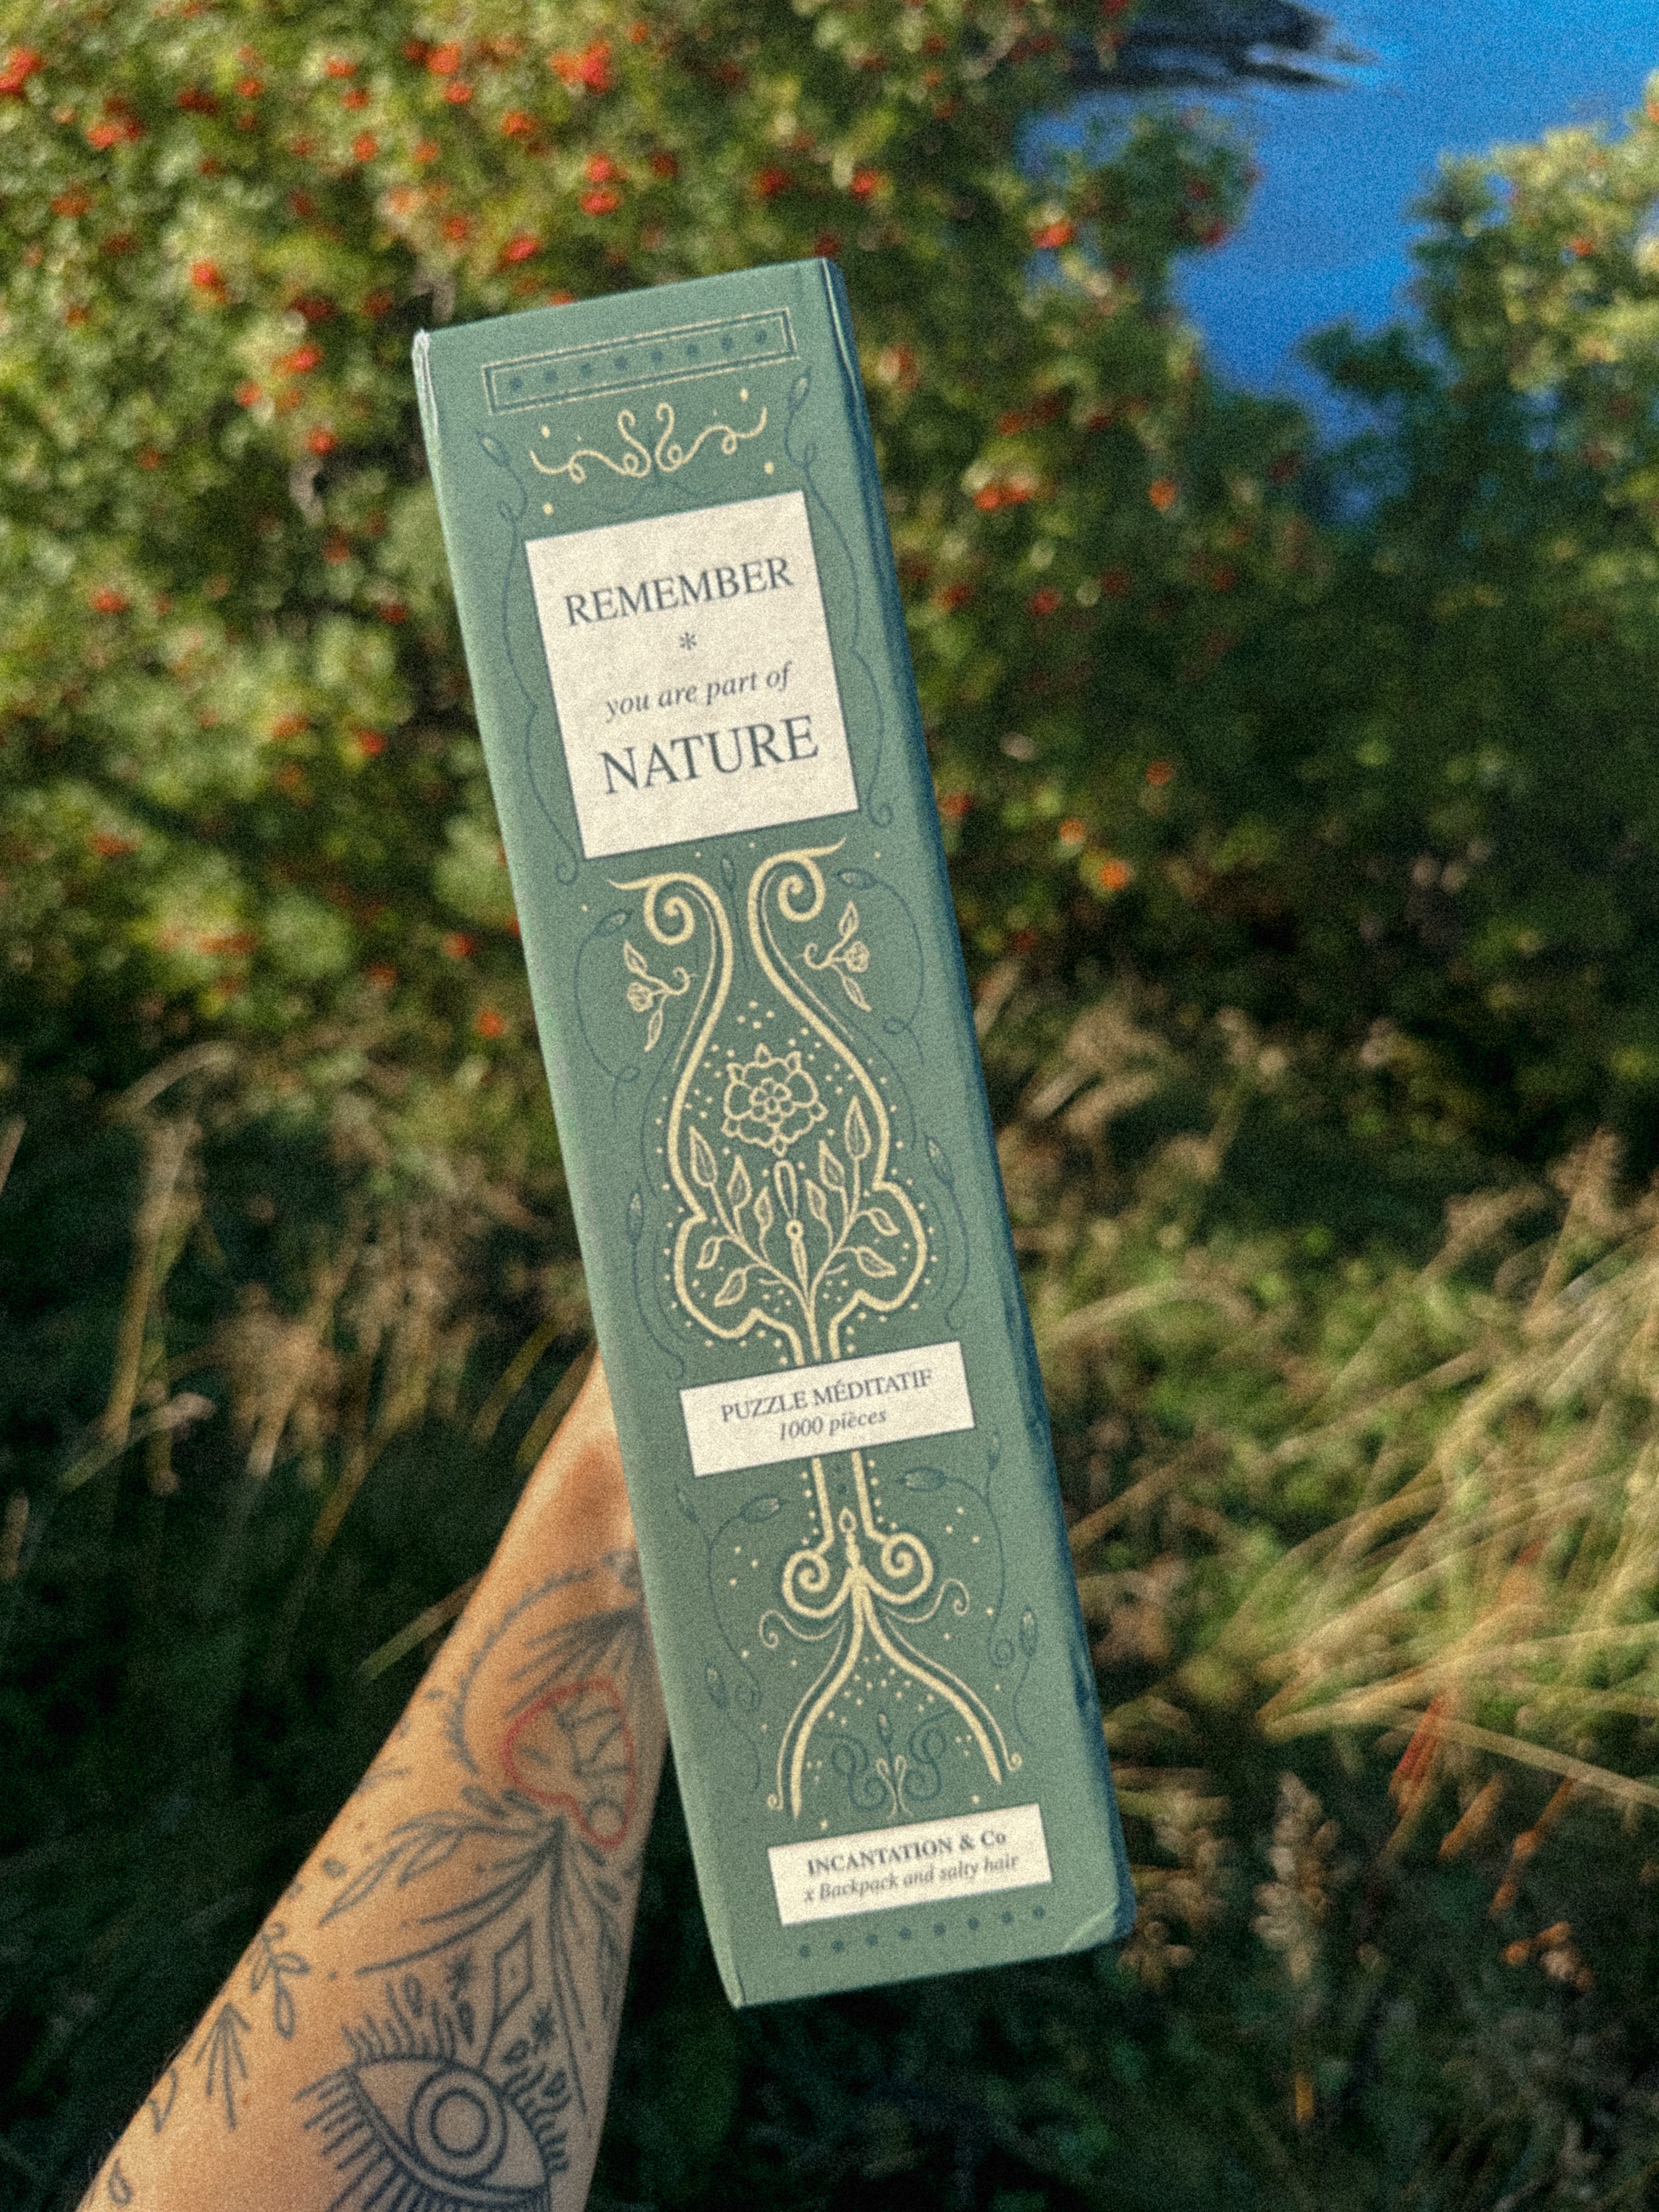 REMEMBER
*
you are part of
NATURE
PUZZLE MÉDITATIF
1000 pièces
INCANTATION & Co
x Backpack and salty hair